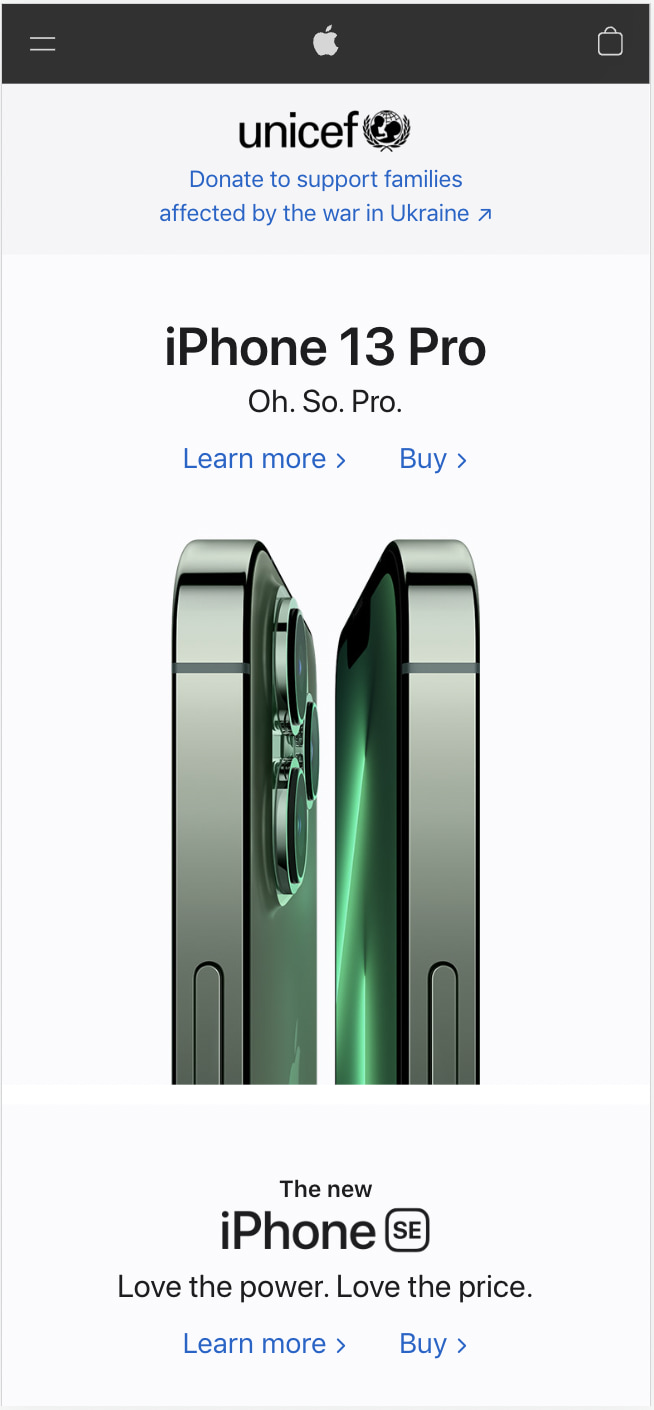 unicef
Donate to support families
affected by the war in Ukraine ↗
iPhone 13 Pro
Oh. So. Pro.
Learn more > Buy >
The new
iPhone SE
Love the power. Love the price.
Learn more > Buy >